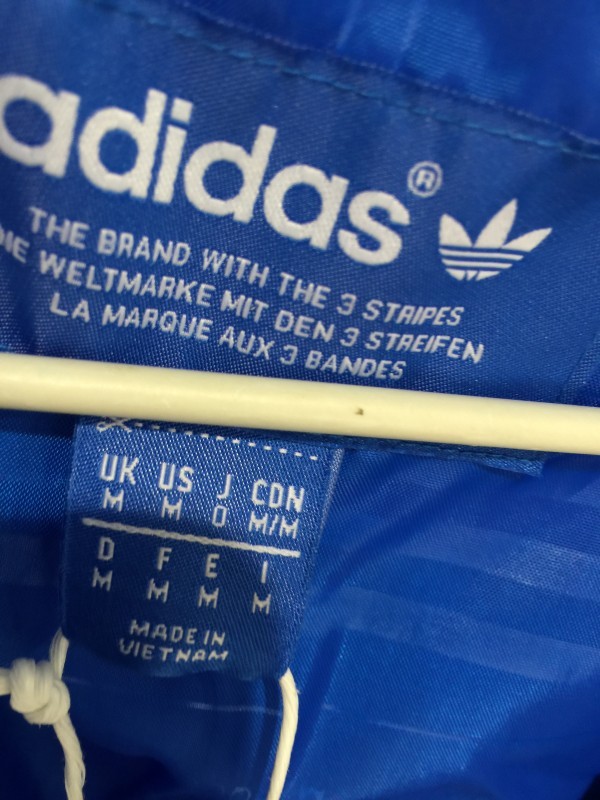 adidas®
THE BRAND WITH THE 3 STRIPES
DIE WELTMARKE MIT DEN 3 STREIFEN
LA MARQUE AUX 3 BANDES
UK US J CDN
M M O M/M
D F E I
M M M M
MADE IN
VIETNAM